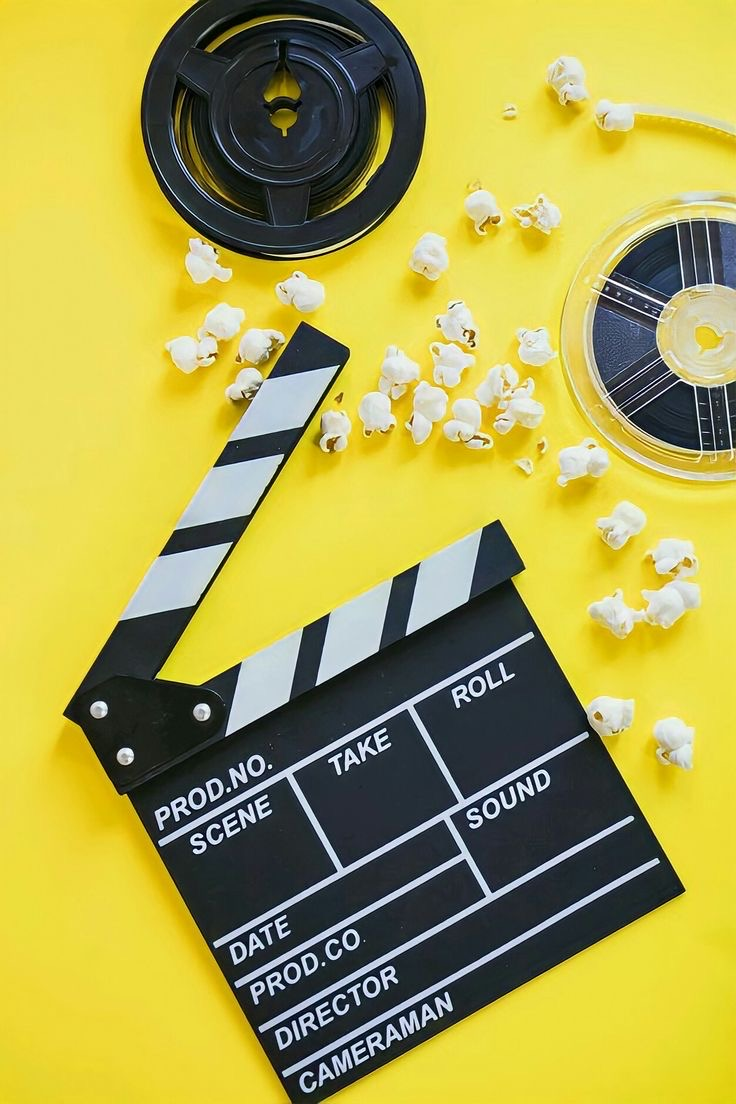 PROD.NO.
SCENE
TAKE
ROLL
SOUND
DATE
PROD.CO.
DIRECTOR
CAMERAMAN